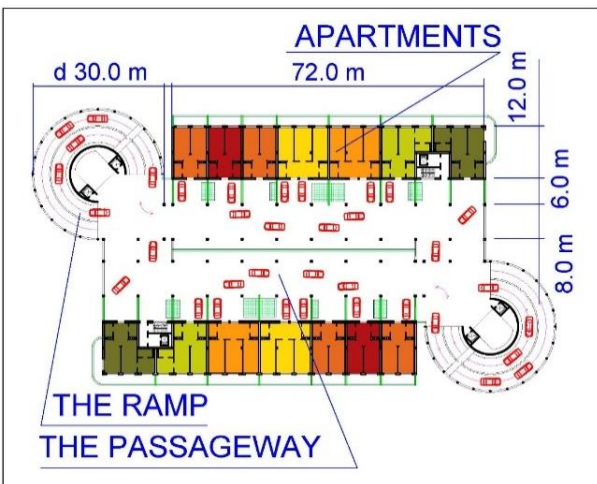 APARTMENTS
d 30.0 m
72.0 m
12.0 m
6.0 m
8.0 m
THE RAMP
THE PASSAGEWAY